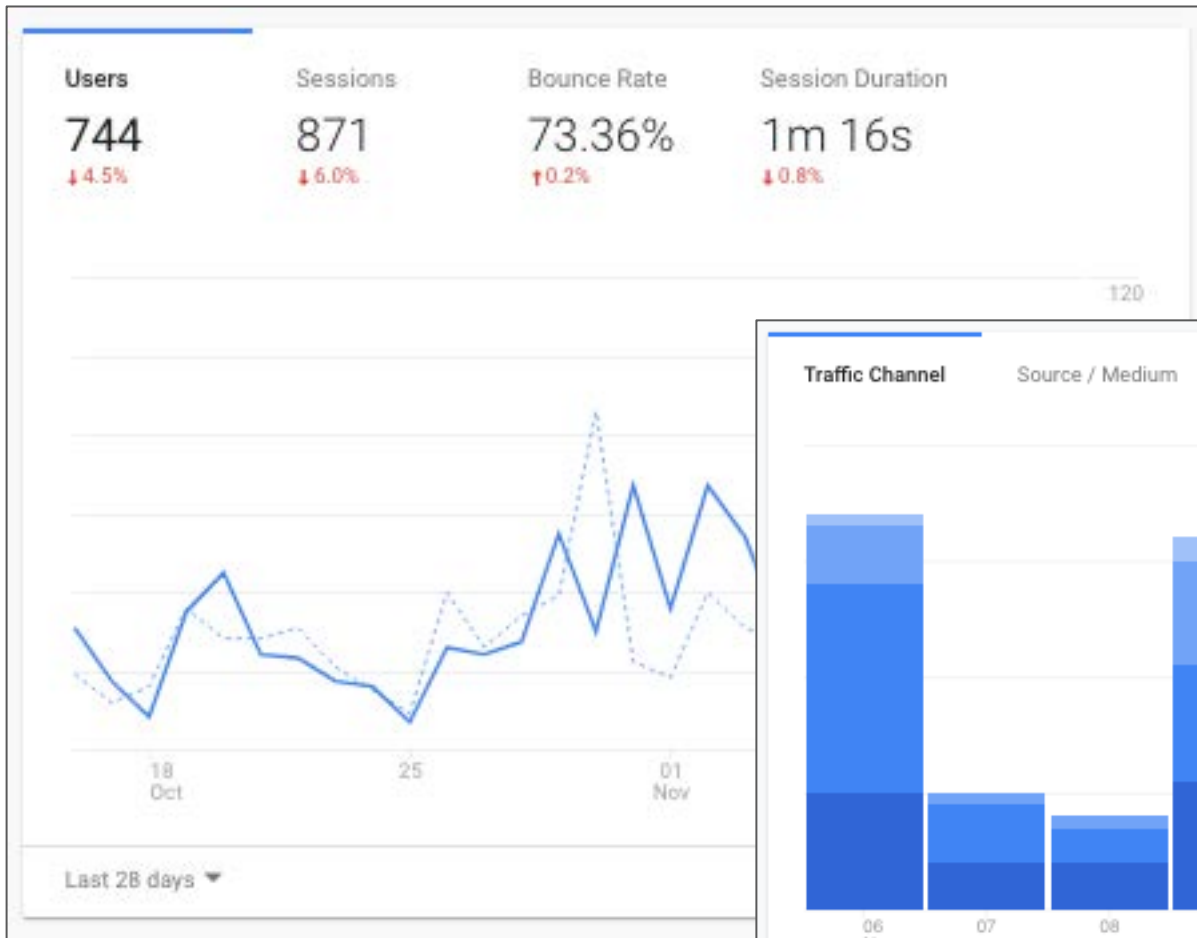 Users Sessions Bounce Rate Session Duration
744 871 73.36% 1m 16s
↓4.5% ↓6.0% ↑0.2% ↓0.8%
120
18 25 01
Oct Nov
Last 28 days
Traffic Channel Source / Medium
06 07 08